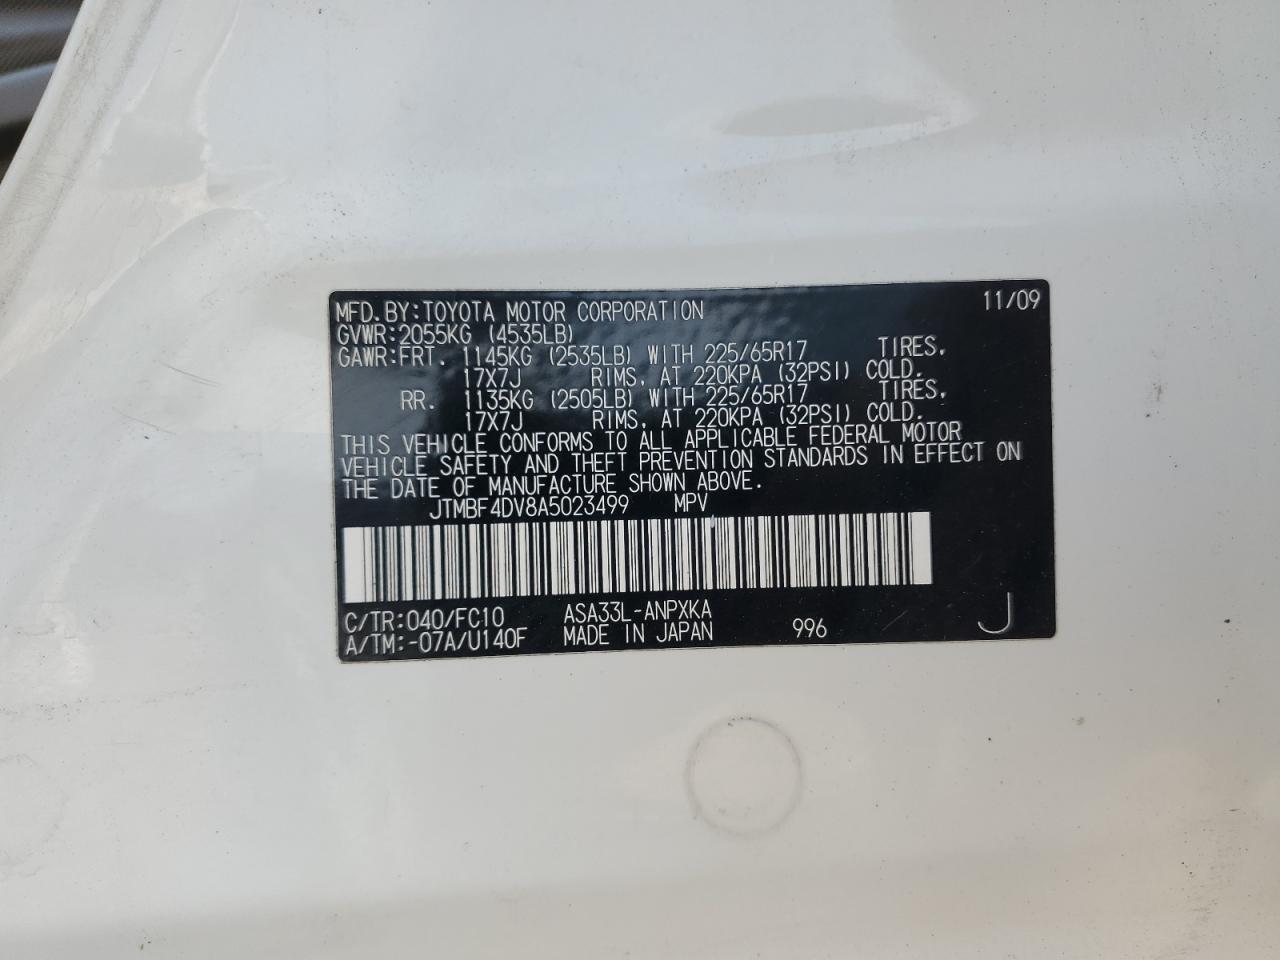 MFD.BY:TOYOTA MOTOR CORPORATION 11/09
GVWR:2055KG (4535LB)
GAWR:FRT. 1145KG (2535LB) WITH 225/65R17 TIRES,
17X7J RIMS, AT 220KPA (32PSI) COLD.
RR. 1135KG (2505LB) WITH 225/65R17 TIRES,
17X7J RIMS, AT 220KPA (32PSI) COLD.
THIS VEHICLE CONFORMS TO ALL APPLICABLE FEDERAL MOTOR
VEHICLE SAFETY AND THEFT PREVENTION STANDARDS IN EFFECT ON
THE DATE OF MANUFACTURE SHOWN ABOVE.
JTMBF4DV8A5023499 MPV
C/TR:040/FC10 ASA33L-ANPXKA
A/TM:-07A/U140F MADE IN JAPAN 996 J